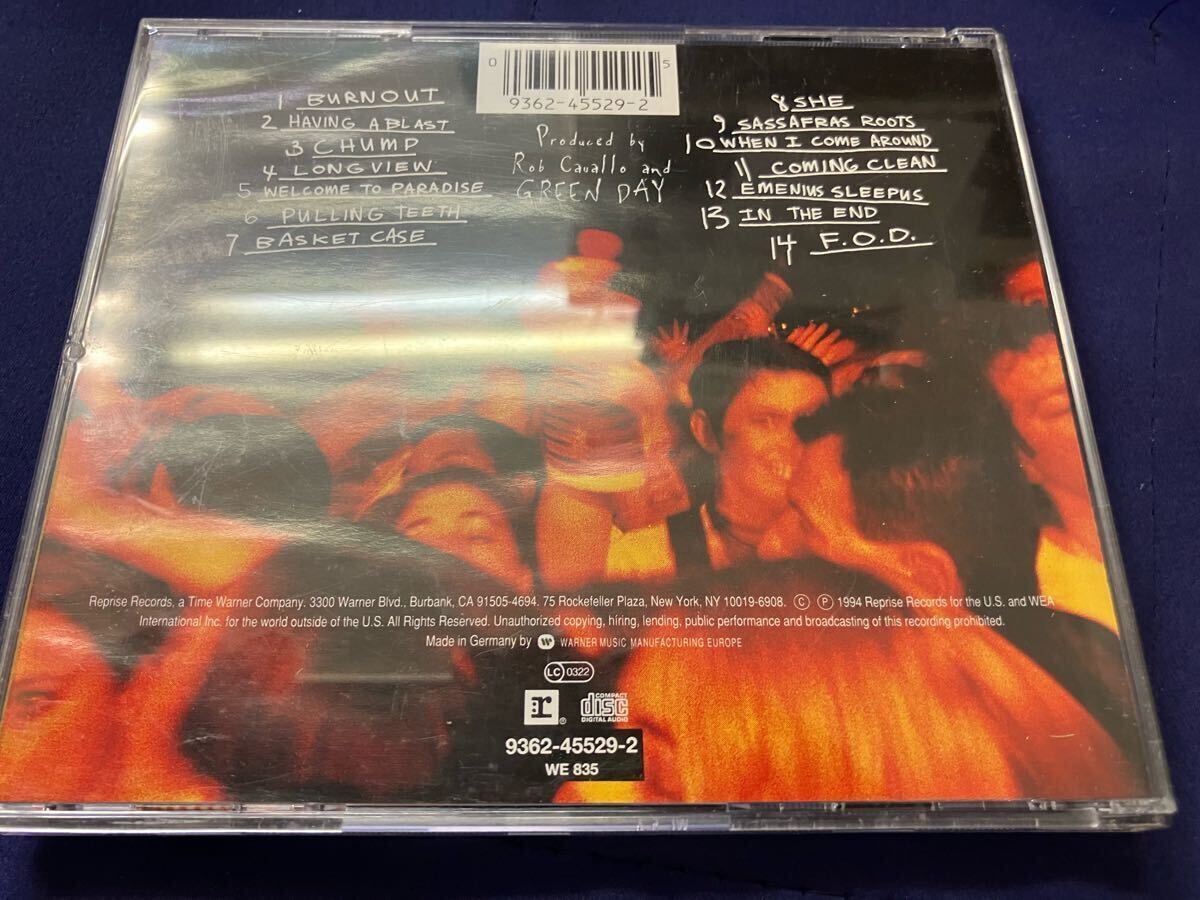 1 BURNOUT
2 HAVING A BLAST
3 CHUMP
4 LONGVIEW
5 WELCOME TO PARADISE
6 PULLING TEETH
7 BASKET CASE
0 5
9362-45529-2
Produced by
Rob Cavallo and
GREEN DAY
8 SHE
9 SASSAFRAS ROOTS
10 WHEN I COME AROUND
11 COMING CLEAN
12 EMENIUS SLEEPUS
13 IN THE END
14 F.O.D.
Reprise Records, a Time Warner Company. 3300 Warner Blvd., Burbank, CA 91505-4694. 75 Rockefeller Plaza, New York, NY 10019-6908. Ⓒ Ⓟ 1994 Reprise Records for the U.S. and WEA
International Inc. for the world outside of the U.S. All Rights Reserved. Unauthorized copying, hiring, lending, public performance and broadcasting of this recording prohibited.
Made in Germany by WARNER MUSIC MANUFACTURING EUROPE
LC 0322
r ® COMPACT disc DIGITAL AUDIO
9362-45529-2
WE 835